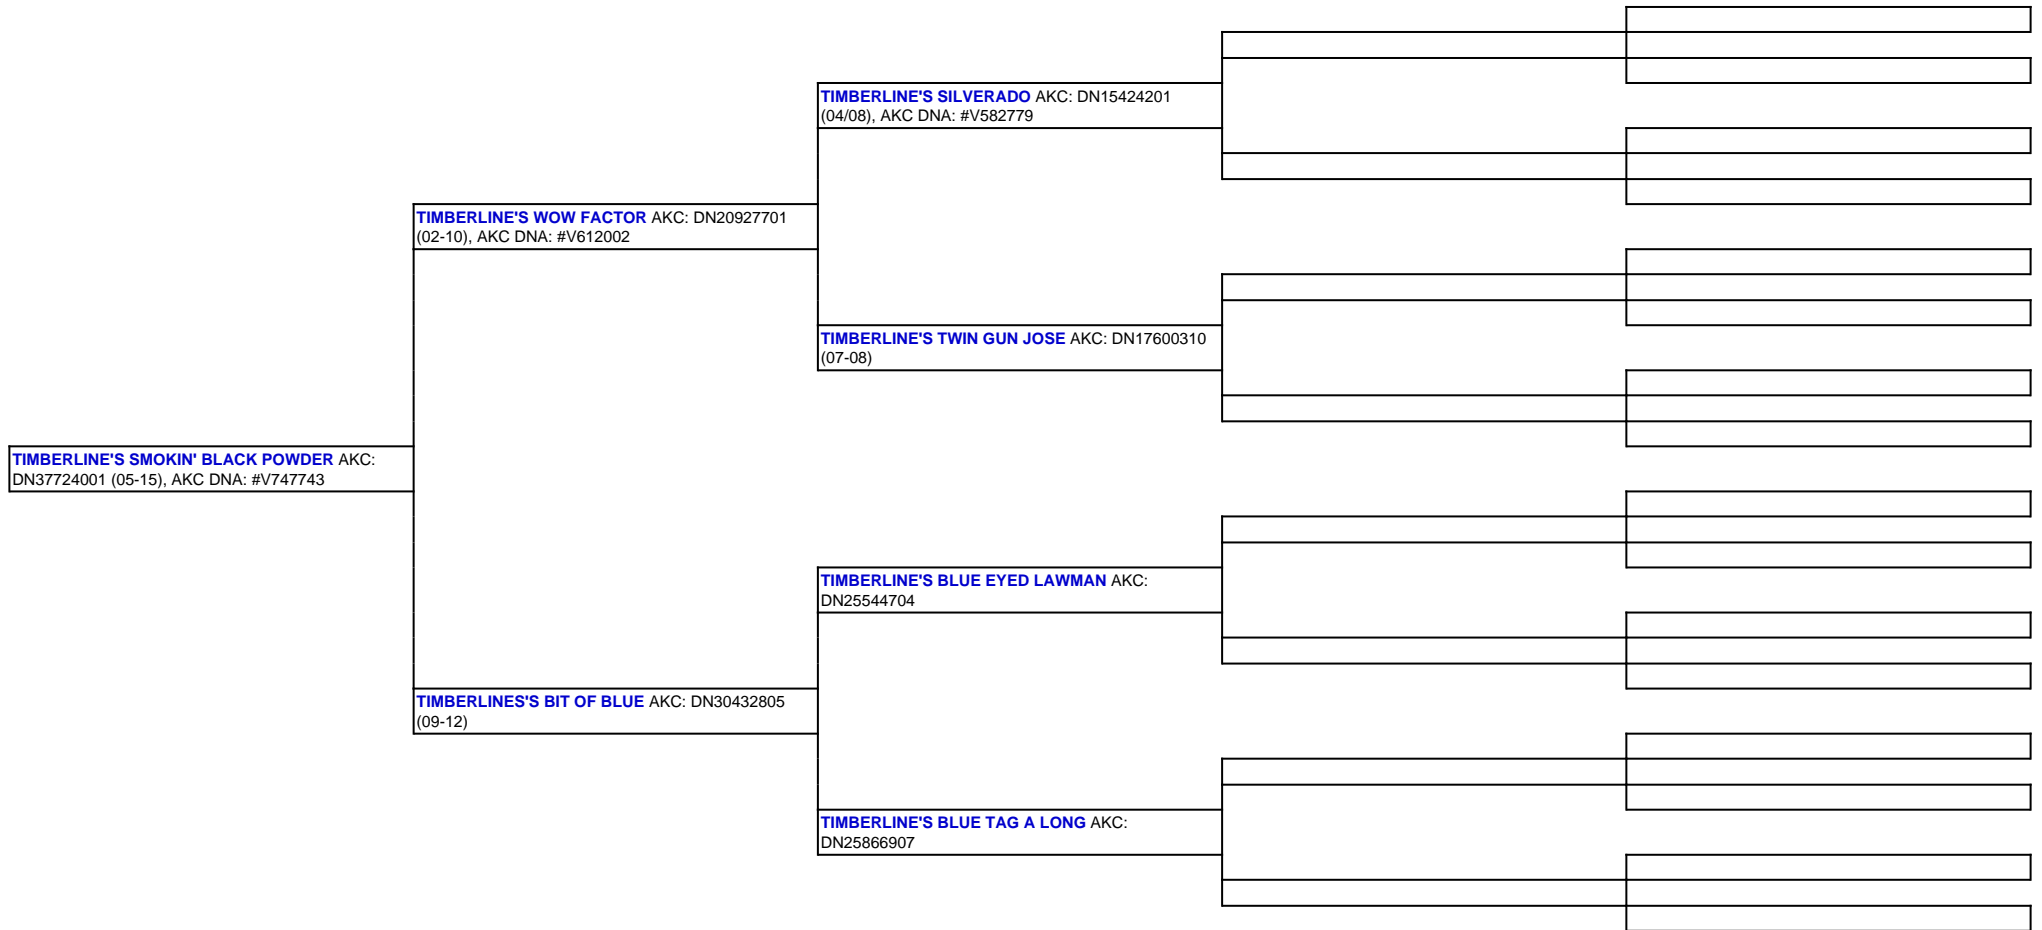 TIMBERLINE'S SILVERADO AKC: DN15424201
(04/08), AKC DNA: #V582779
TIMBERLINE'S WOW FACTOR AKC: DN20927701
(02-10), AKC DNA: #V612002
TIMBERLINE'S TWIN GUN JOSE AKC: DN17600310
(07-08)
TIMBERLINE'S SMOKIN' BLACK POWDER AKC:
DN37724001 (05-15), AKC DNA: #V747743
TIMBERLINE'S BLUE EYED LAWMAN AKC:
DN25544704
TIMBERLINES'S BIT OF BLUE AKC: DN30432805
(09-12)
TIMBERLINE'S BLUE TAG A LONG AKC:
DN25866907